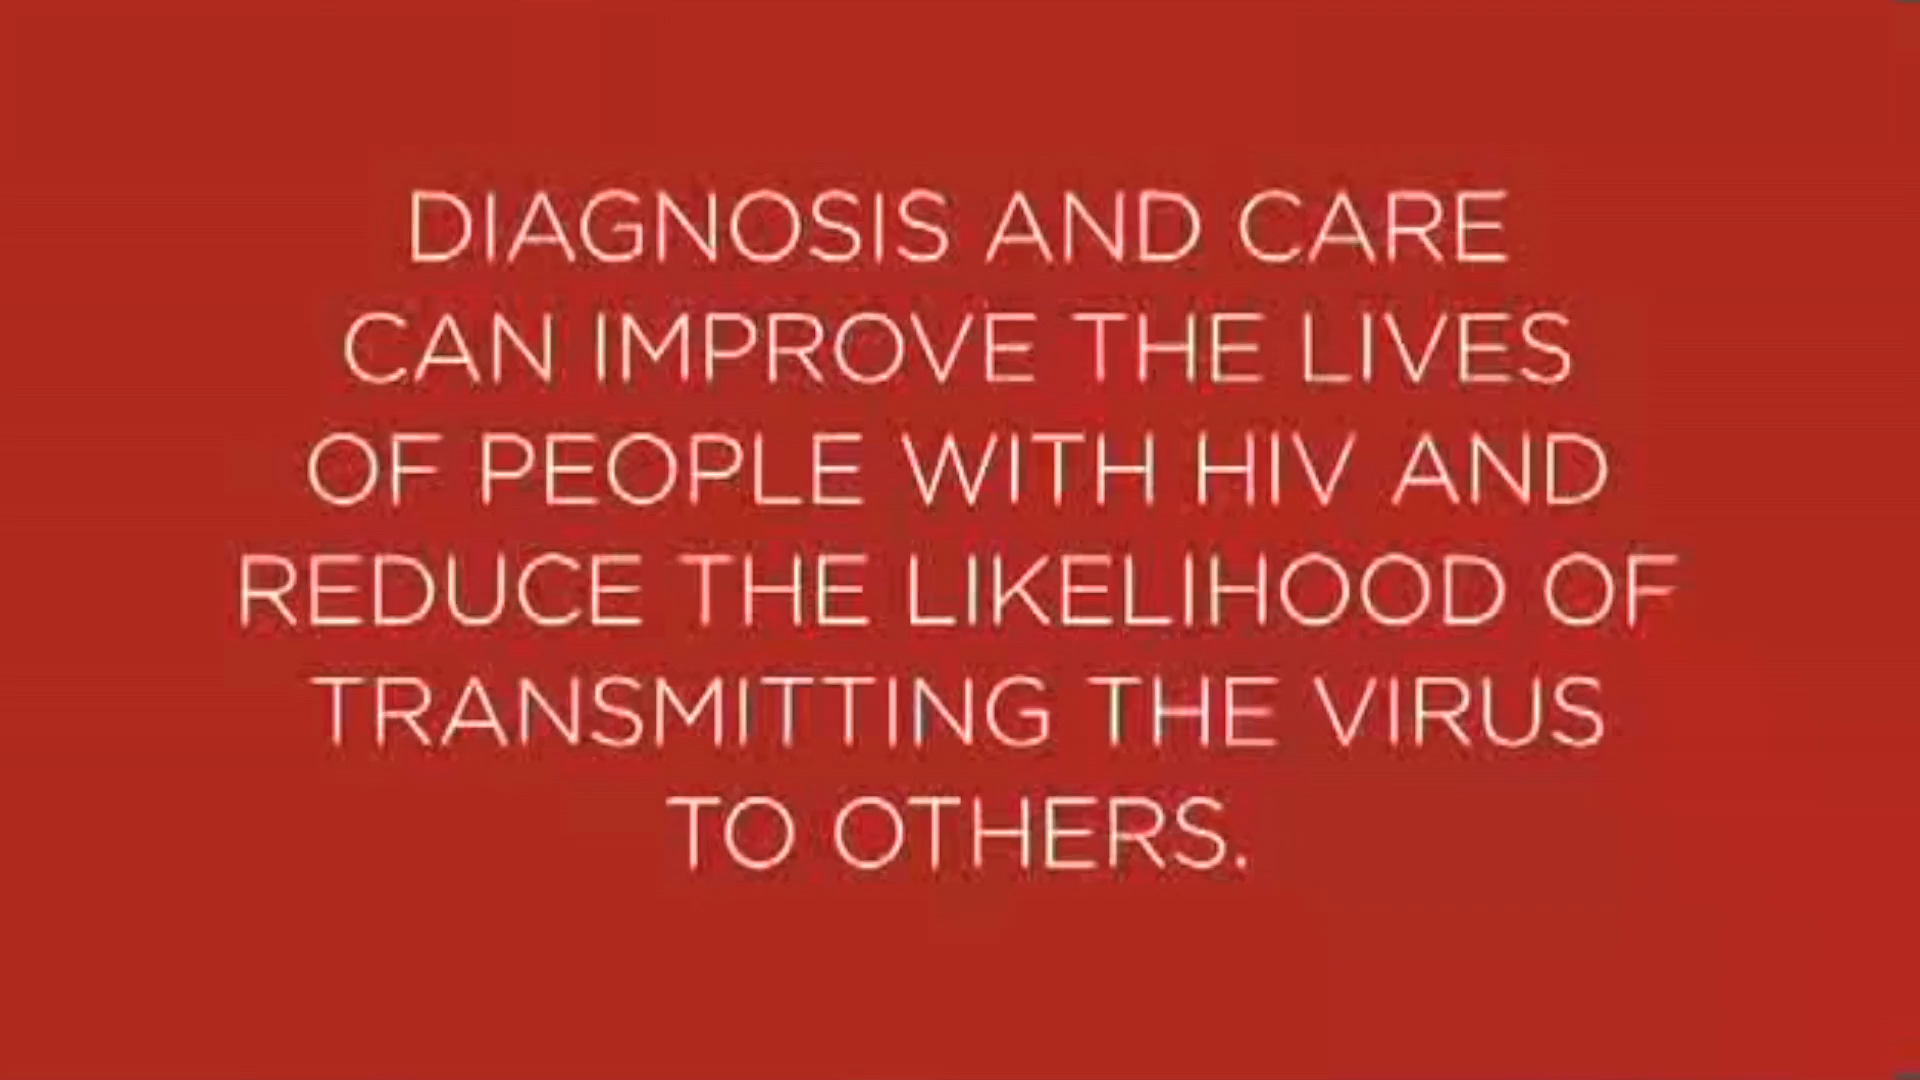 DIAGNOSIS AND CARE
CAN IMPROVE THE LIVES
OF PEOPLE WITH HIV AND
REDUCE THE LIKELIHOOD OF
TRANSMITTING THE VIRUS
TO OTHERS.